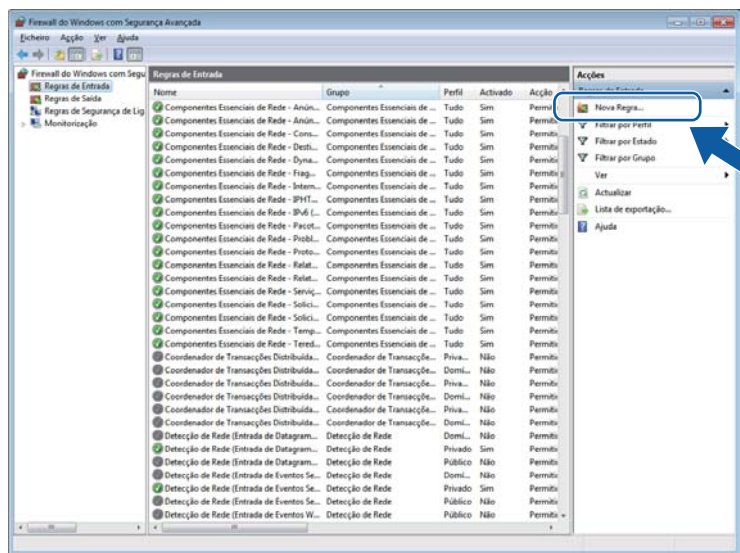 Firewall do Windows com Segurança Avançada
Ficheiro Acção Ver Ajuda
Firewall do Windows com Segu
Regras de Entrada
Regras de Saída
Regras de Segurança de Lig
Monitorização
Regras de Entrada
Nome Grupo Perfil Activado Acção
Componentes Essenciais de Rede - Anún... Componentes Essenciais de ... Tudo Sim Permiti
Componentes Essenciais de Rede - Anún... Componentes Essenciais de ... Tudo Sim Permiti
Componentes Essenciais de Rede - Cons... Componentes Essenciais de ... Tudo Sim Permiti
Componentes Essenciais de Rede - Desti... Componentes Essenciais de ... Tudo Sim Permiti
Componentes Essenciais de Rede - Dyna... Componentes Essenciais de ... Tudo Sim Permiti
Componentes Essenciais de Rede - Frag... Componentes Essenciais de ... Tudo Sim Permiti
Componentes Essenciais de Rede - Intern... Componentes Essenciais de ... Tudo Sim Permiti
Componentes Essenciais de Rede - IPHT... Componentes Essenciais de ... Tudo Sim Permiti
Componentes Essenciais de Rede - IPv6 (... Componentes Essenciais de ... Tudo Sim Permiti
Componentes Essenciais de Rede - Pacot... Componentes Essenciais de ... Tudo Sim Permiti
Componentes Essenciais de Rede - Probl... Componentes Essenciais de ... Tudo Sim Permiti
Componentes Essenciais de Rede - Proto... Componentes Essenciais de ... Tudo Sim Permiti
Componentes Essenciais de Rede - Relat... Componentes Essenciais de ... Tudo Sim Permiti
Componentes Essenciais de Rede - Relat... Componentes Essenciais de ... Tudo Sim Permiti
Componentes Essenciais de Rede - Serviç... Componentes Essenciais de ... Tudo Sim Permiti
Componentes Essenciais de Rede - Solici... Componentes Essenciais de ... Tudo Sim Permiti
Componentes Essenciais de Rede - Solici... Componentes Essenciais de ... Tudo Sim Permiti
Componentes Essenciais de Rede - Temp... Componentes Essenciais de ... Tudo Sim Permiti
Componentes Essenciais de Rede - Tered... Componentes Essenciais de ... Tudo Sim Permiti
Coordenador de Transacções Distribuída... Coordenador de Transacçõe... Priva... Não Permiti
Coordenador de Transacções Distribuída... Coordenador de Transacçõe... Domí... Não Permiti
Coordenador de Transacções Distribuída... Coordenador de Transacçõe... Priva... Não Permiti
Coordenador de Transacções Distribuída... Coordenador de Transacçõe... Domí... Não Permiti
Coordenador de Transacções Distribuída... Coordenador de Transacçõe... Priva... Não Permiti
Coordenador de Transacções Distribuída... Coordenador de Transacçõe... Domí... Não Permiti
Detecção de Rede (Entrada de Datagram... Detecção de Rede Domí... Não Permiti
Detecção de Rede (Entrada de Datagram... Detecção de Rede Privado Sim Permiti
Detecção de Rede (Entrada de Datagram... Detecção de Rede Público Não Permiti
Detecção de Rede (Entrada de Eventos Se... Detecção de Rede Domí... Não Permiti
Detecção de Rede (Entrada de Eventos Se... Detecção de Rede Privado Sim Permiti
Detecção de Rede (Entrada de Eventos Se... Detecção de Rede Público Não Permiti
Detecção de Rede (Entrada de Eventos W... Detecção de Rede Público Não Permiti
Acções
Regras de Entrada
Nova Regra...
Filtrar por Perfil
Filtrar por Estado
Filtrar por Grupo
Ver
Actualizar
Lista de exportação...
Ajuda